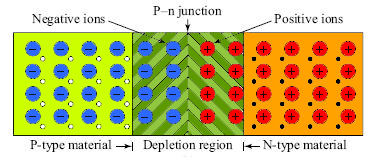 P–n junction
Negative ions
Positive ions
P-type material
Depletion region
N-type material